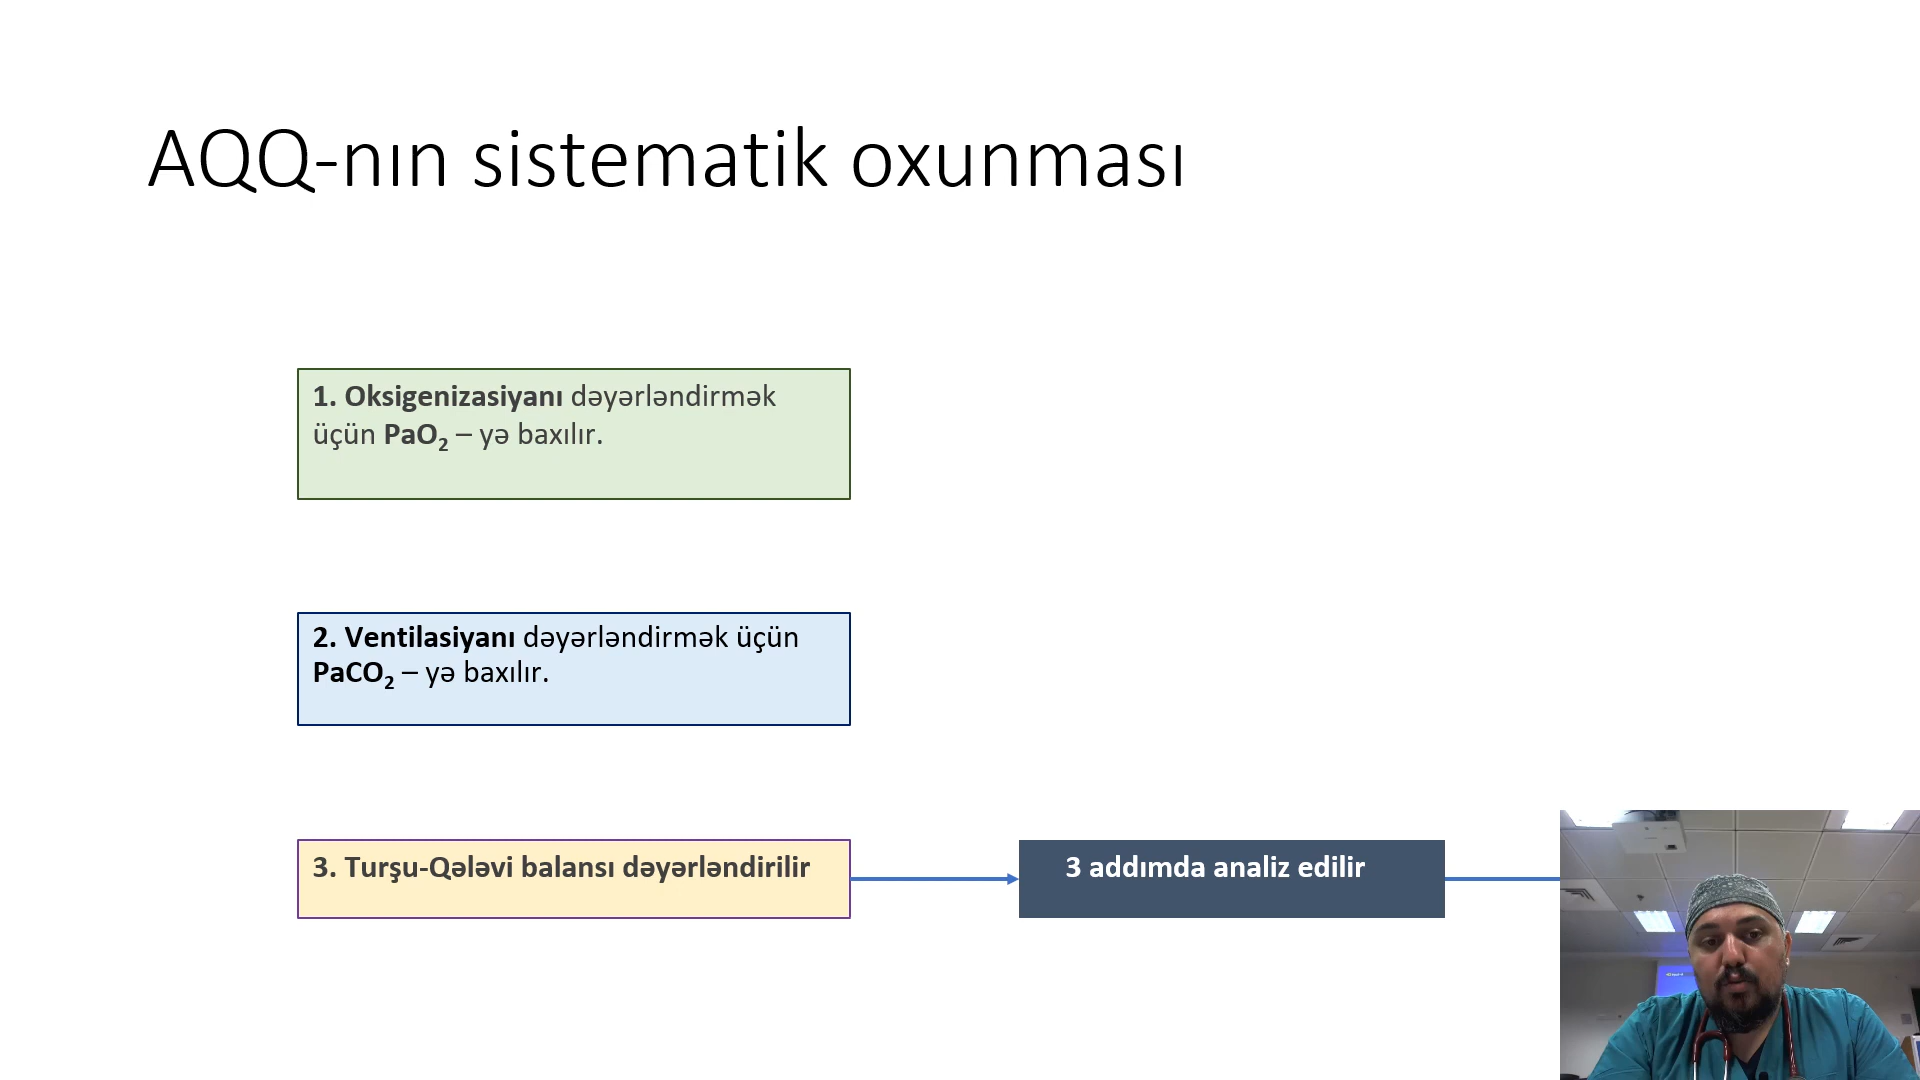 AQQ-nın sistematik oxunması
1. Oksigenizasiyanı dəyərləndirmək
üçün PaO₂ – yə baxılır.
2. Ventilasiyanı dəyərləndirmək üçün
PaCO₂ – yə baxılır.
3. Turşu-Qələvi balansı dəyərləndirilir
3 addımda analiz edilir